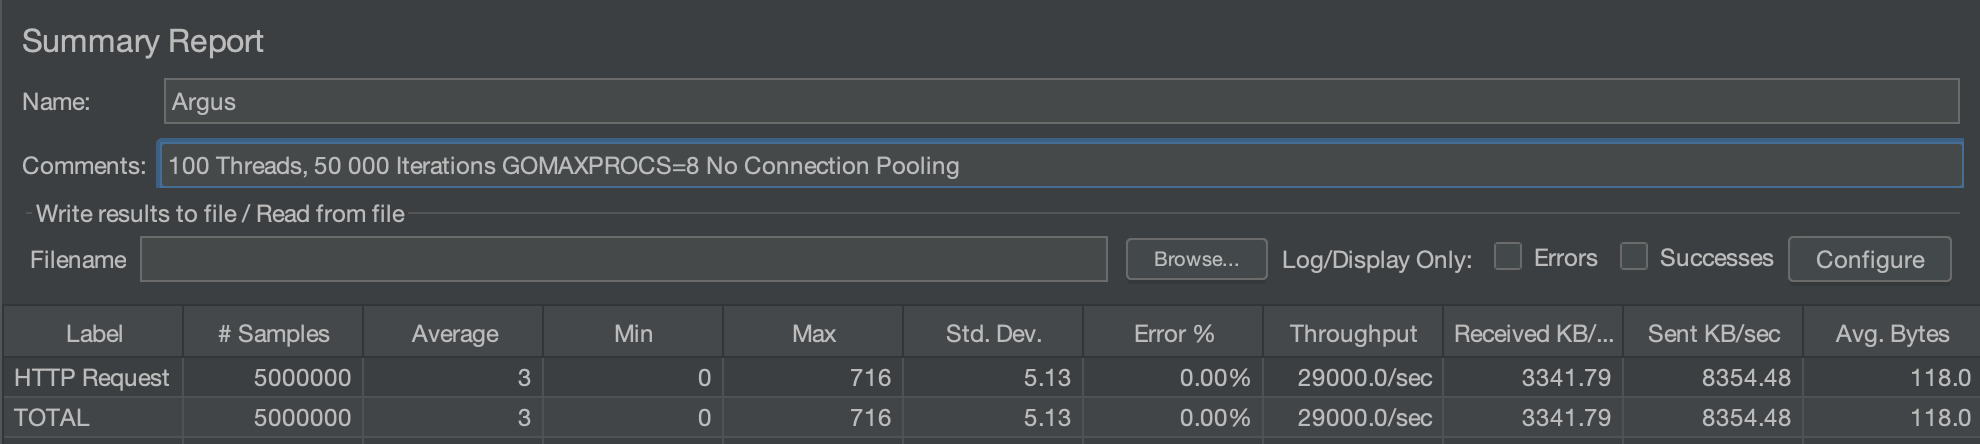 Summary Report
Name: Argus
Comments: 100 Threads, 50 000 Iterations GOMAXPROCS=8 No Connection Pooling
Write results to file / Read from file
Filename Browse... Log/Display Only: Errors Successes Configure
Label # Samples Average Min Max Std. Dev. Error % Throughput Received KB/... Sent KB/sec Avg. Bytes
HTTP Request 5000000 3 0 716 5.13 0.00% 29000.0/sec 3341.79 8354.48 118.0
TOTAL 5000000 3 0 716 5.13 0.00% 29000.0/sec 3341.79 8354.48 118.0